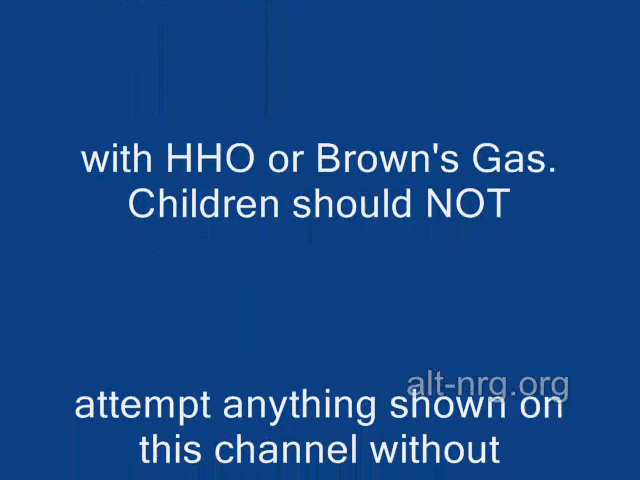 with HHO or Brown's Gas.
Children should NOT
alt-nrg.org
attempt anything shown on
this channel without